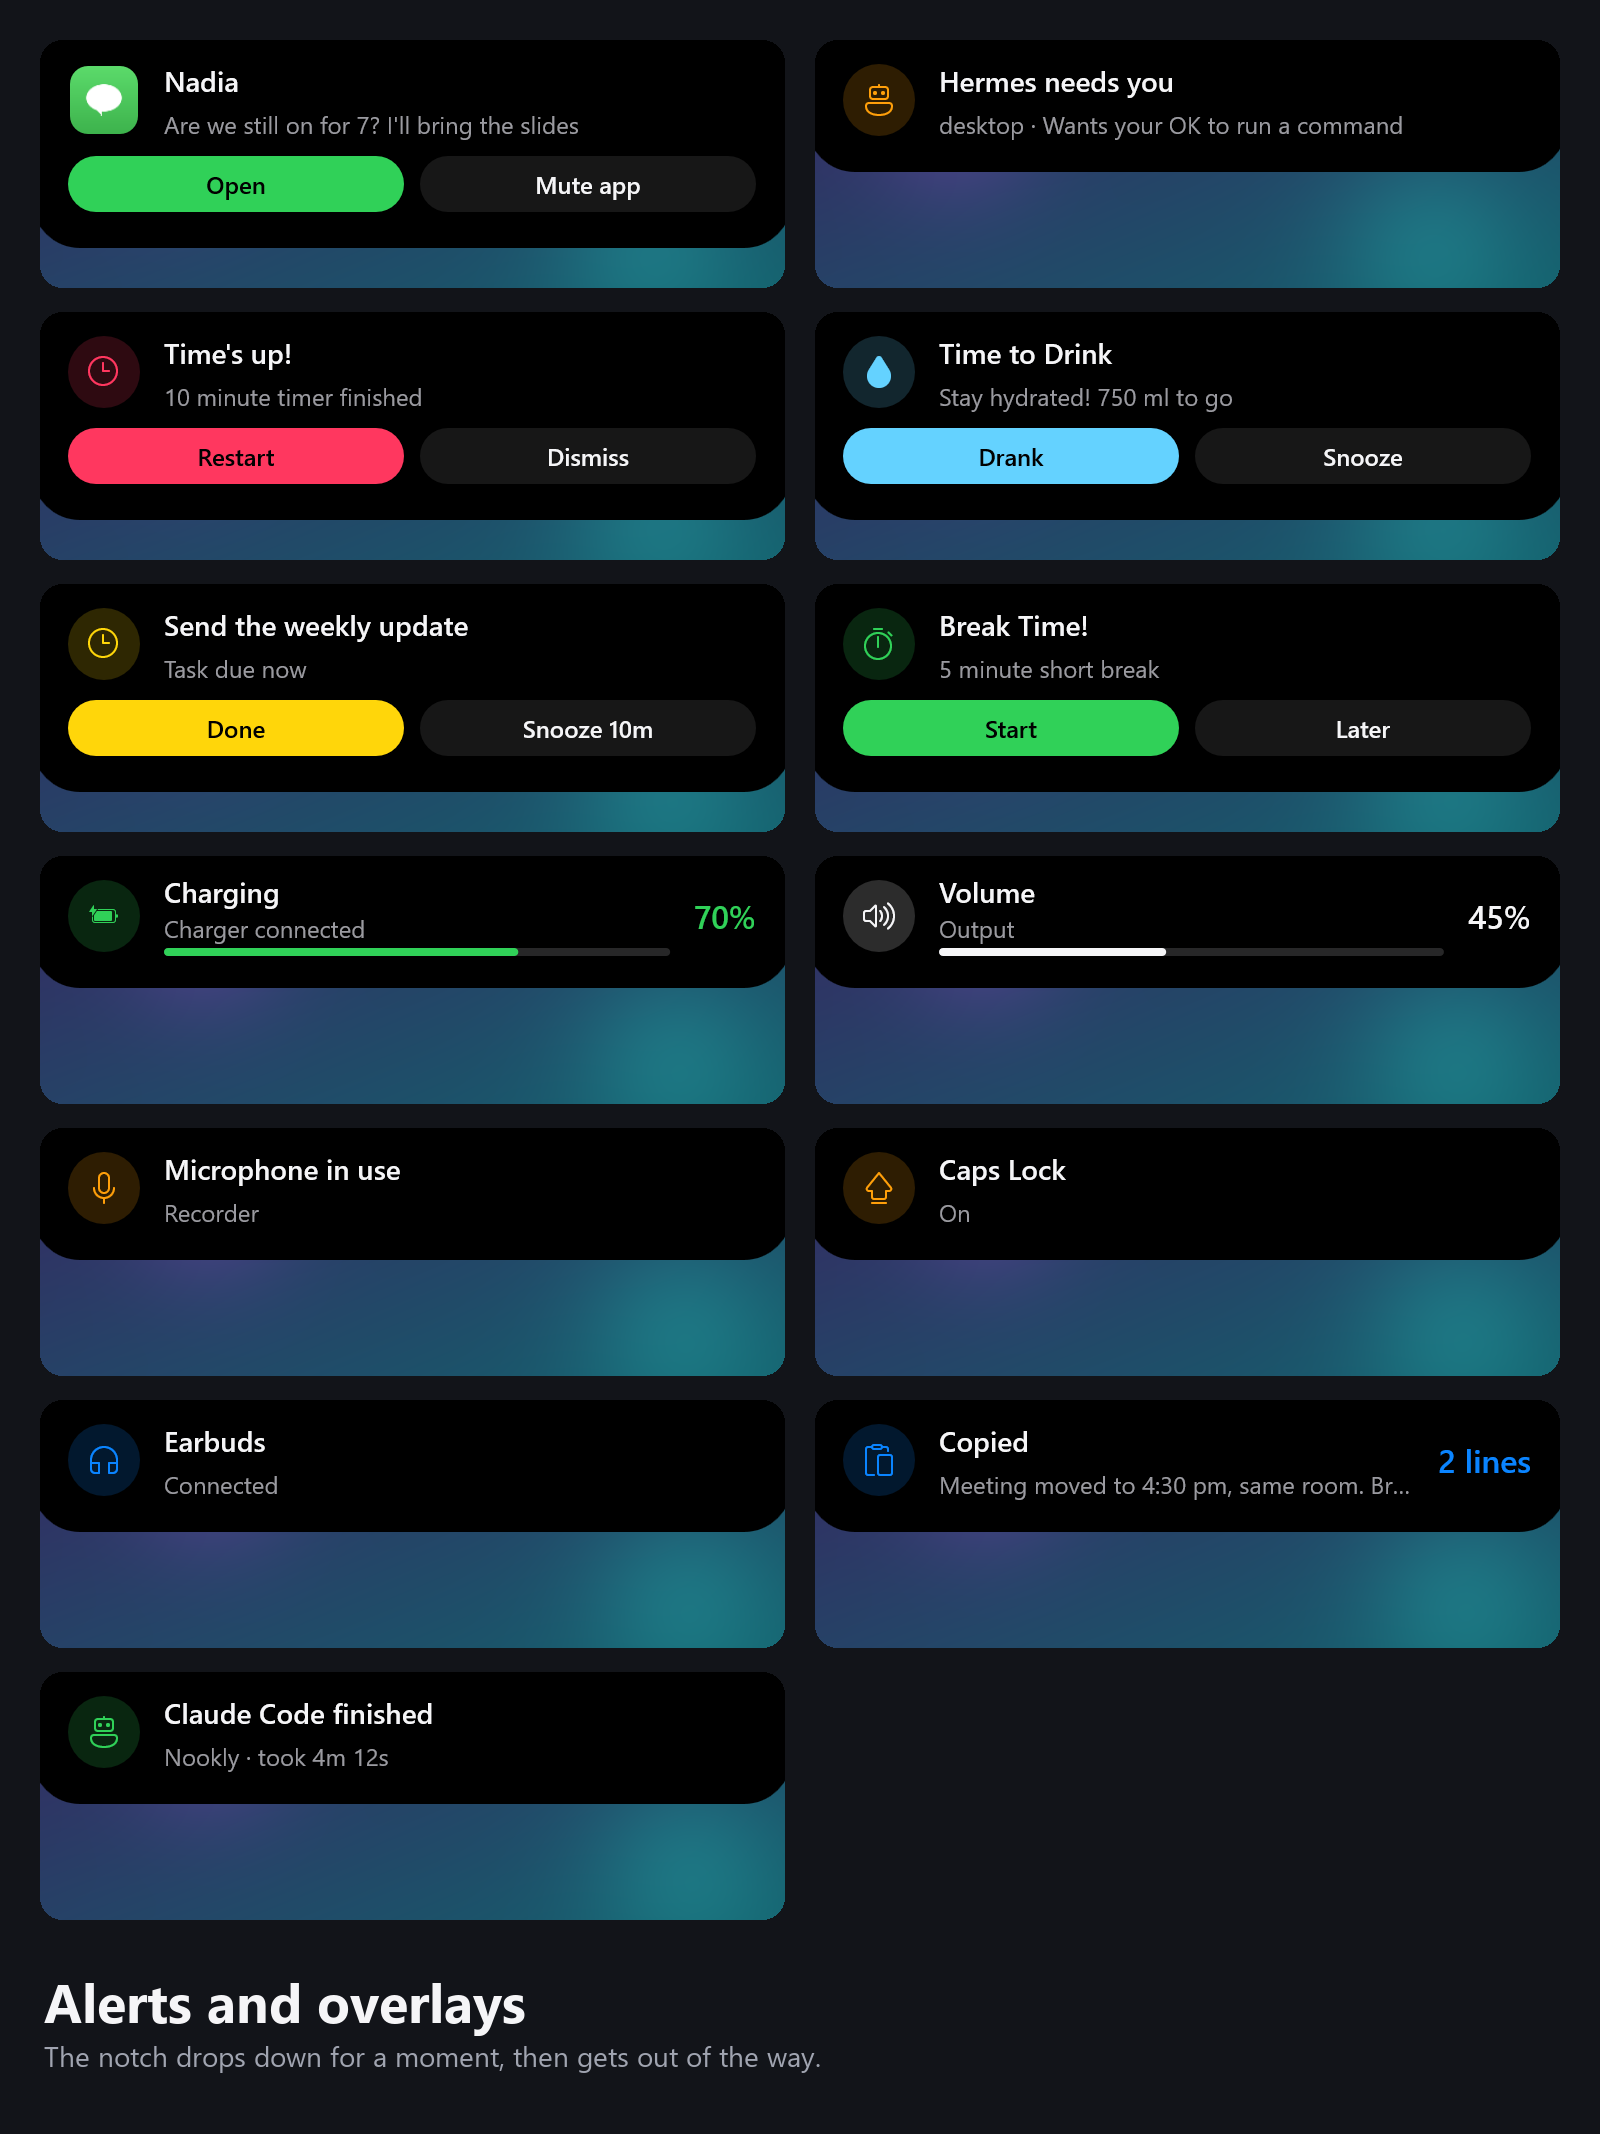 Nadia
Are we still on for 7? I'll bring the slides
Open
Mute app
Hermes needs you
desktop · Wants your OK to run a command
Time's up!
10 minute timer finished
Restart
Dismiss
Time to Drink
Stay hydrated! 750 ml to go
Drank
Snooze
Send the weekly update
Task due now
Done
Snooze 10m
Break Time!
5 minute short break
Start
Later
Charging
Charger connected
70%
Volume
Output
45%
Microphone in use
Recorder
Caps Lock
On
Earbuds
Connected
Copied
Meeting moved to 4:30 pm, same room. Br...
2 lines
Claude Code finished
Nookly · took 4m 12s
Alerts and overlays
The notch drops down for a moment, then gets out of the way.